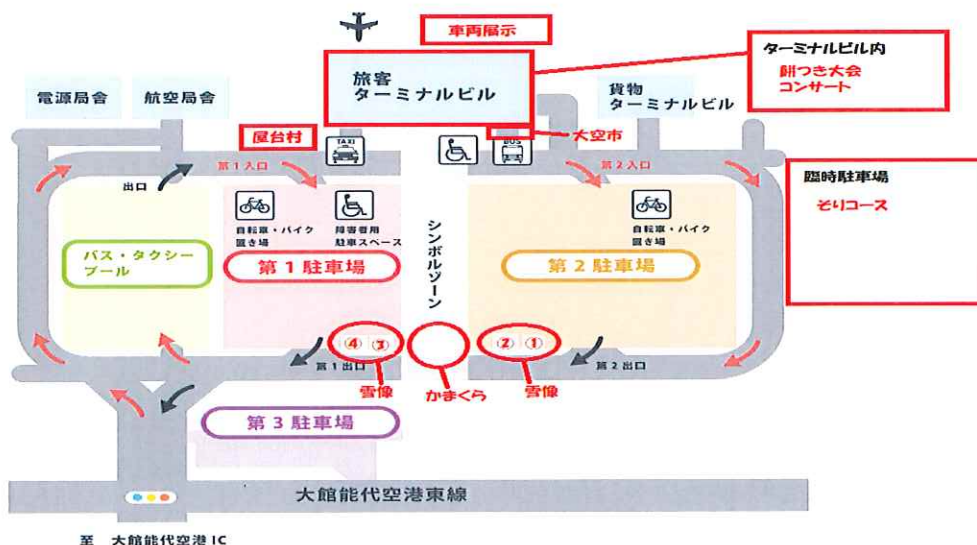 車両展示
ターミナルビル内
餅つき大会
コンサート
旅客
ターミナルビル
電源局舎
航空局舎
貨物
ターミナルビル
屋台村
TAXI
BUS
大空市
出口
第1入口
第2入口
臨時駐車場
そりコース
自転車・バイク
置き場
障害者用
駐車スペース
自転車・バイク
置き場
シンボルゾーン
バス・タクシー
プール
第1駐車場
第2駐車場
④ ③
② ①
第1出口
第2出口
雪像
かまくら
雪像
第3駐車場
大館能代空港東線
至 大館能代空港IC